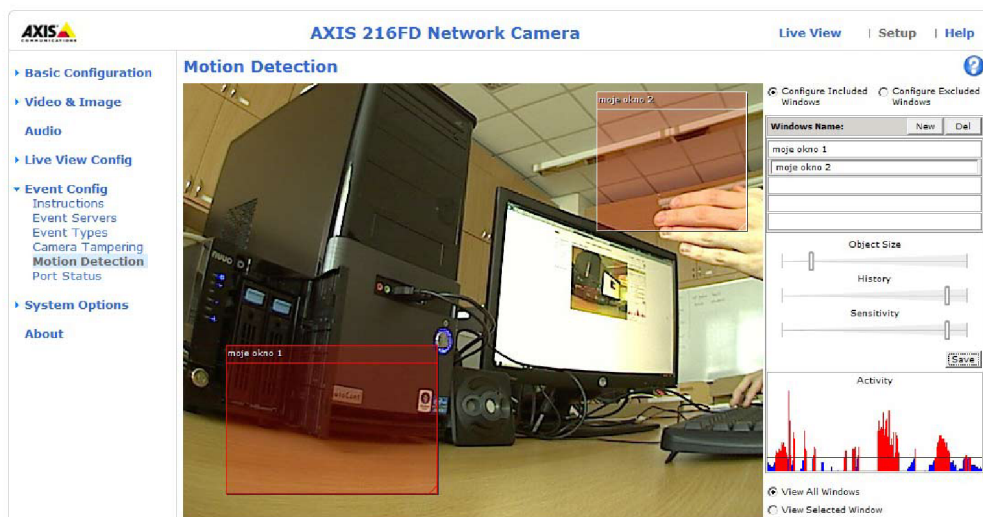 AXIS
COMMUNICATIONS
AXIS 216FD Network Camera
Live View | Setup | Help
Basic Configuration
Video & Image
Audio
Live View Config
Event Config
Instructions
Event Servers
Event Types
Camera Tampering
Motion Detection
Port Status
System Options
About
Motion Detection
?
moje okno 2
nuuo
moje okno 1
Configure Included Windows
Configure Excluded Windows
Windows Name:
New
Del
moje okno 1
moje okno 2
Object Size
History
Sensitivity
Save
Activity
View All Windows
View Selected Window